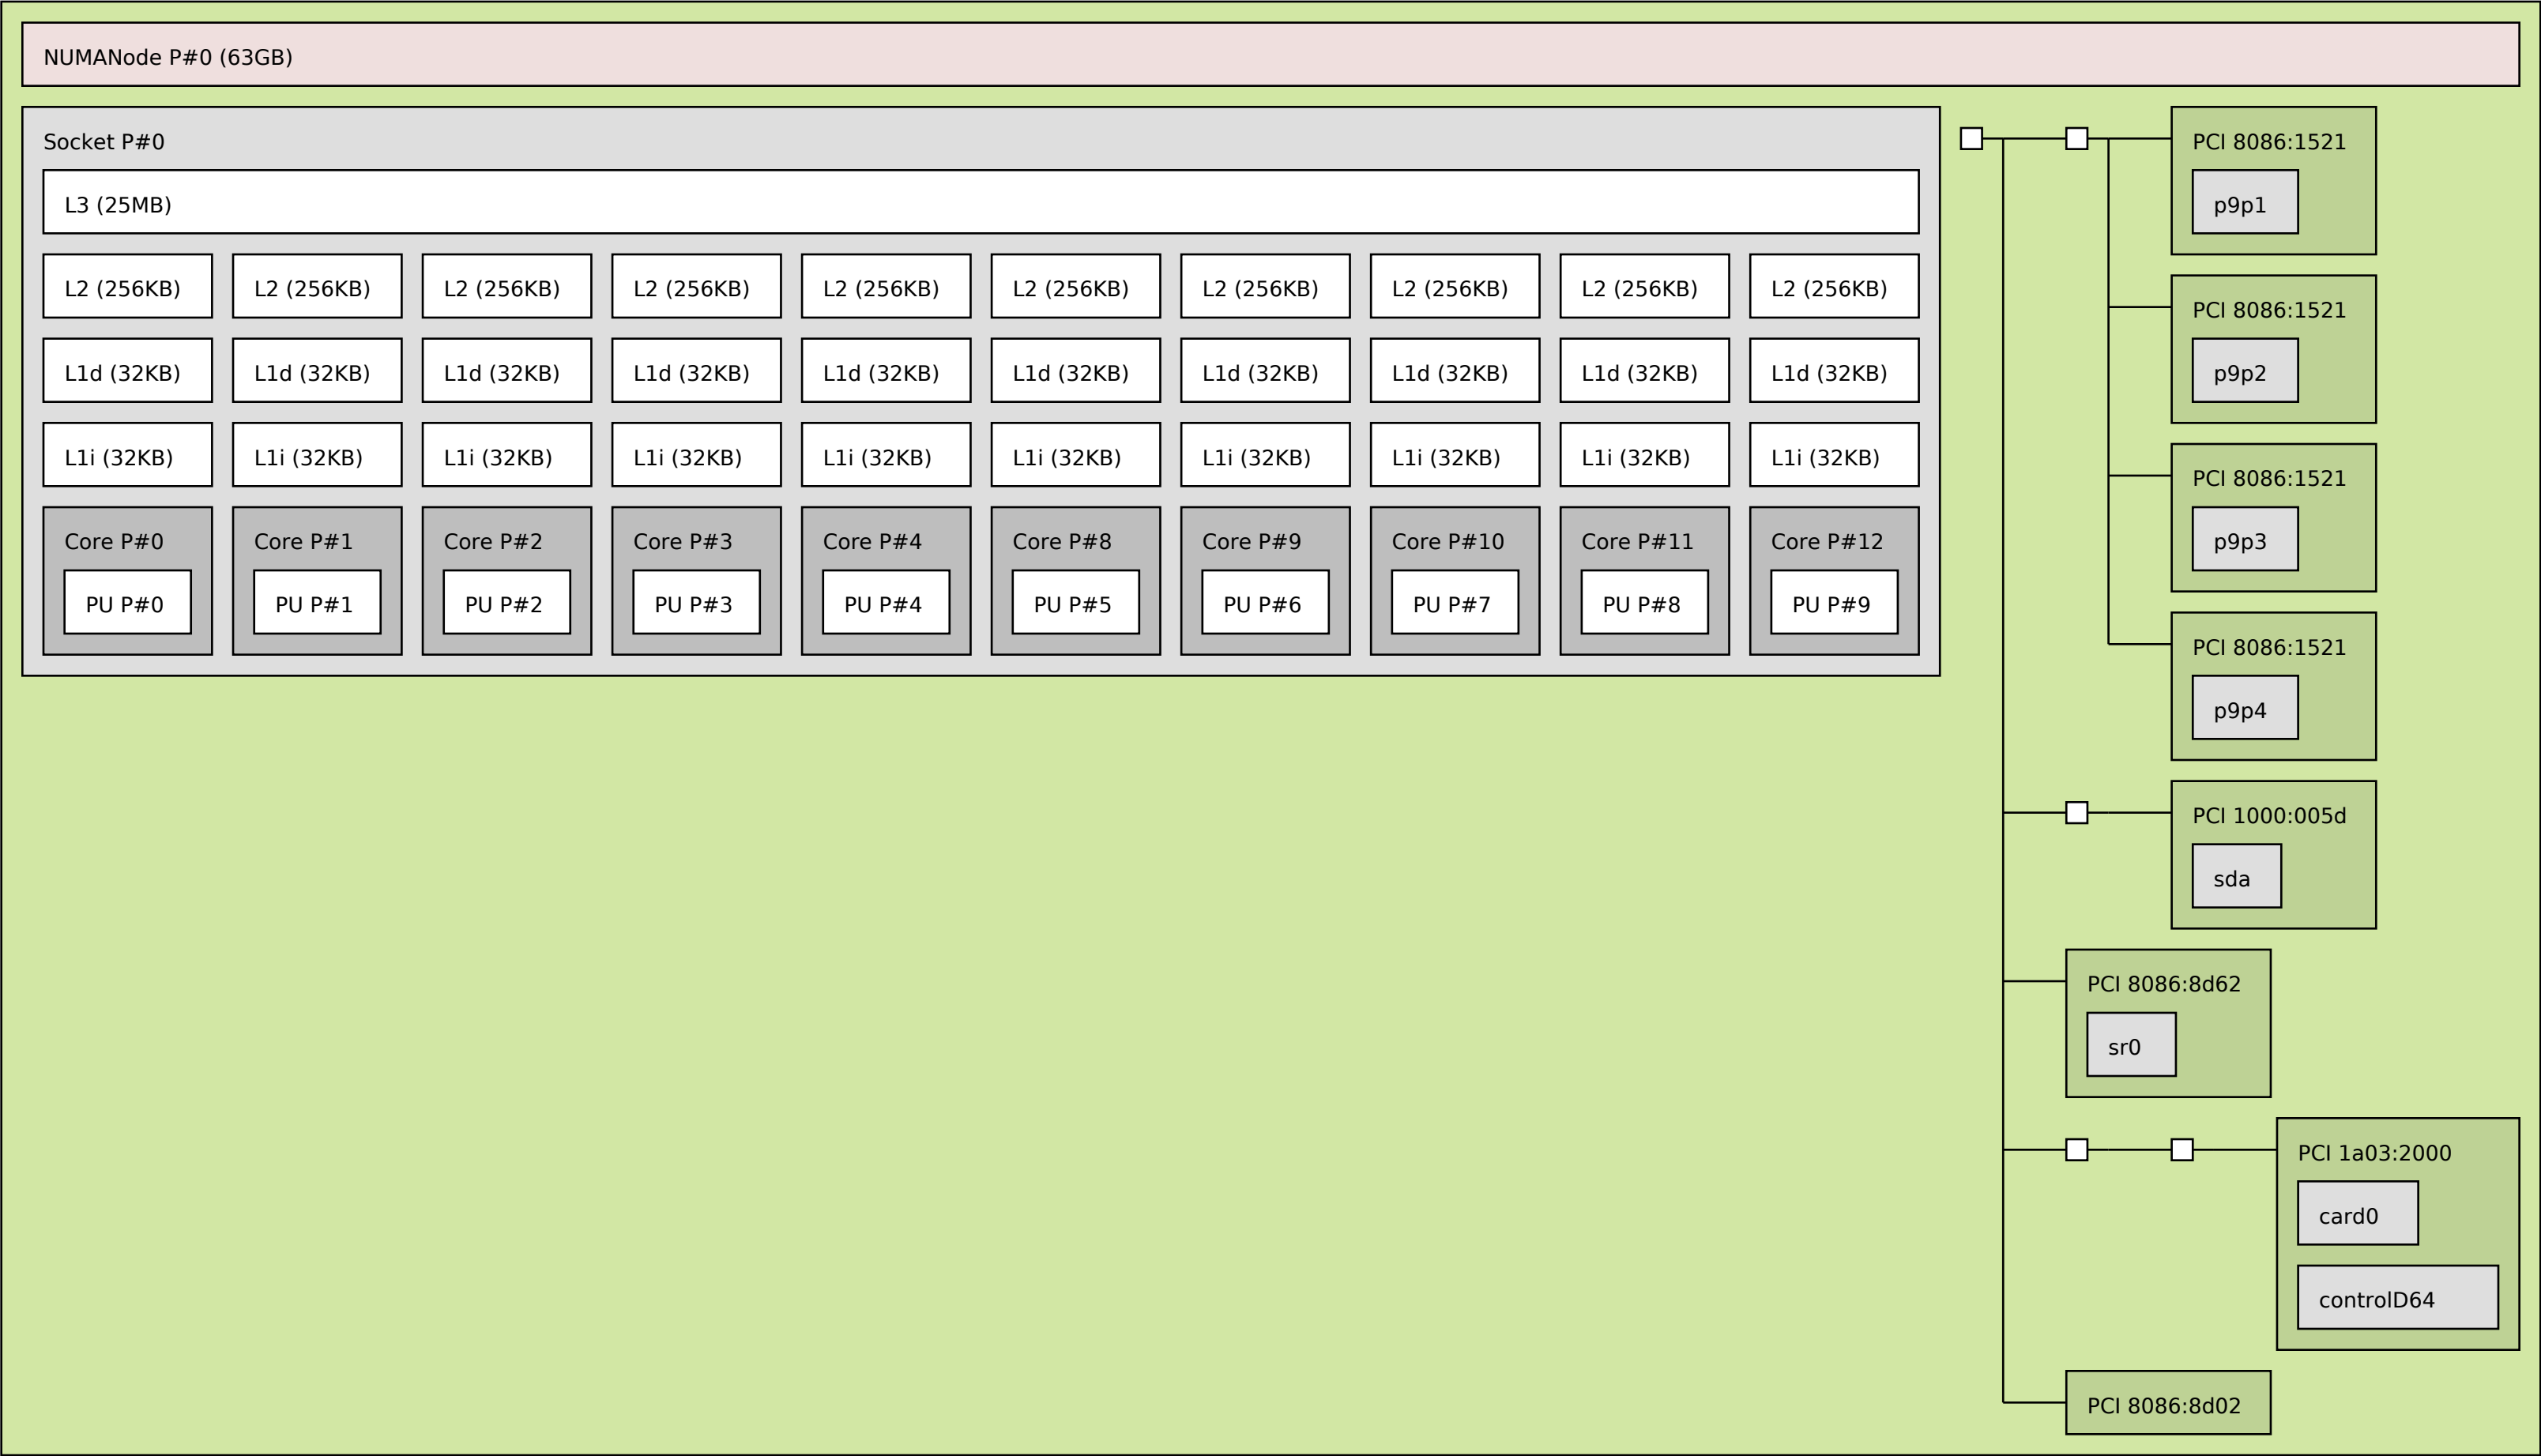 NUMANode P#0 (63GB)
Socket P#0
L3 (25MB)
L2 (256KB) L2 (256KB) L2 (256KB) L2 (256KB) L2 (256KB) L2 (256KB) L2 (256KB) L2 (256KB) L2 (256KB) L2 (256KB)
L1d (32KB) L1d (32KB) L1d (32KB) L1d (32KB) L1d (32KB) L1d (32KB) L1d (32KB) L1d (32KB) L1d (32KB) L1d (32KB)
L1i (32KB) L1i (32KB) L1i (32KB) L1i (32KB) L1i (32KB) L1i (32KB) L1i (32KB) L1i (32KB) L1i (32KB) L1i (32KB)
Core P#0 Core P#1 Core P#2 Core P#3 Core P#4 Core P#8 Core P#9 Core P#10 Core P#11 Core P#12
PU P#0 PU P#1 PU P#2 PU P#3 PU P#4 PU P#5 PU P#6 PU P#7 PU P#8 PU P#9
PCI 8086:1521
p9p1
PCI 8086:1521
p9p2
PCI 8086:1521
p9p3
PCI 8086:1521
p9p4
PCI 1000:005d
sda
PCI 8086:8d62
sr0
PCI 1a03:2000
card0
controlD64
PCI 8086:8d02